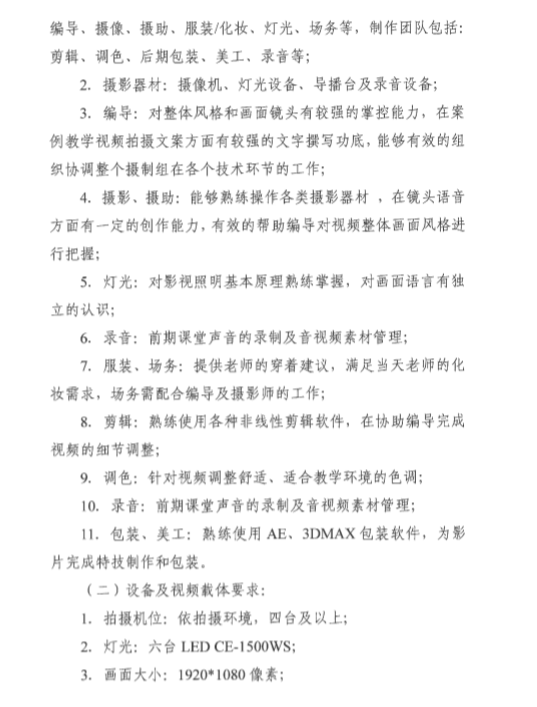 编导、摄像、摄助、服装/化妆、灯光、场务等，制作团队包括：
剪辑、调色、后期包装、美工、录音等；
2. 摄影器材：摄像机、灯光设备、导播台及录音设备；
3. 编导：对整体风格和画面镜头有较强的掌控能力，在案
例教学视频拍摄文案方面有较强的文字撰写功底，能够有效的组
织协调整个摄制组在各个技术环节的工作；
4. 摄影、摄助：能够熟练操作各类摄影器材 ，在镜头语音
方面有一定的创作能力，有效的帮助编导对视频整体画面风格进
行把握；
5. 灯光：对影视照明基本原理熟练掌握，对画面语言有独
立的认识；
6. 录音：前期课堂声音的录制及音视频素材管理；
7. 服装、场务：提供老师的穿着建议，满足当天老师的化
妆需求，场务需配合编导及摄影师的工作；
8. 剪辑：熟练使用各种非线性剪辑软件，在协助编导完成
视频的细节调整；
9. 调色：针对视频调整舒适、适合教学环境的色调；
10. 录音：前期课堂声音的录制及音视频素材管理；
11. 包装、美工：熟练使用 AE、3DMAX 包装软件，为影
片完成特技制作和包装。
（二）设备及视频载体要求：
1. 拍摄机位：依拍摄环境，四台及以上；
2. 灯光：六台 LED CE-1500WS；
3. 画面大小：1920*1080 像素；